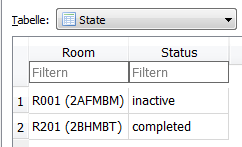 Tabelle: State
Room Status
Filtern Filtern
1 R001 (2AFMBM) inactive
2 R201 (2BHMBT) completed